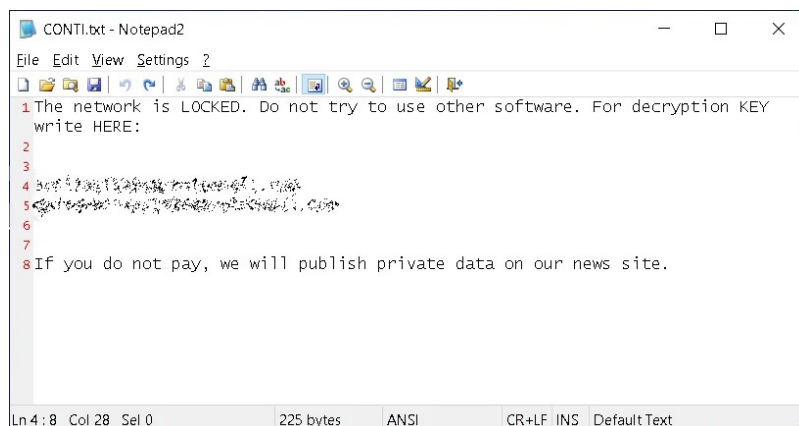 CONTI.txt - Notepad2
File Edit View Settings ?
1 The network is LOCKED. Do not try to use other software. For decryption KEY
write HERE:
2
3
4
5
6
7
8 If you do not pay, we will publish private data on our news site.
Ln 4 : 8 Col 28 Sel 0 225 bytes ANSI CR+LF INS Default Text